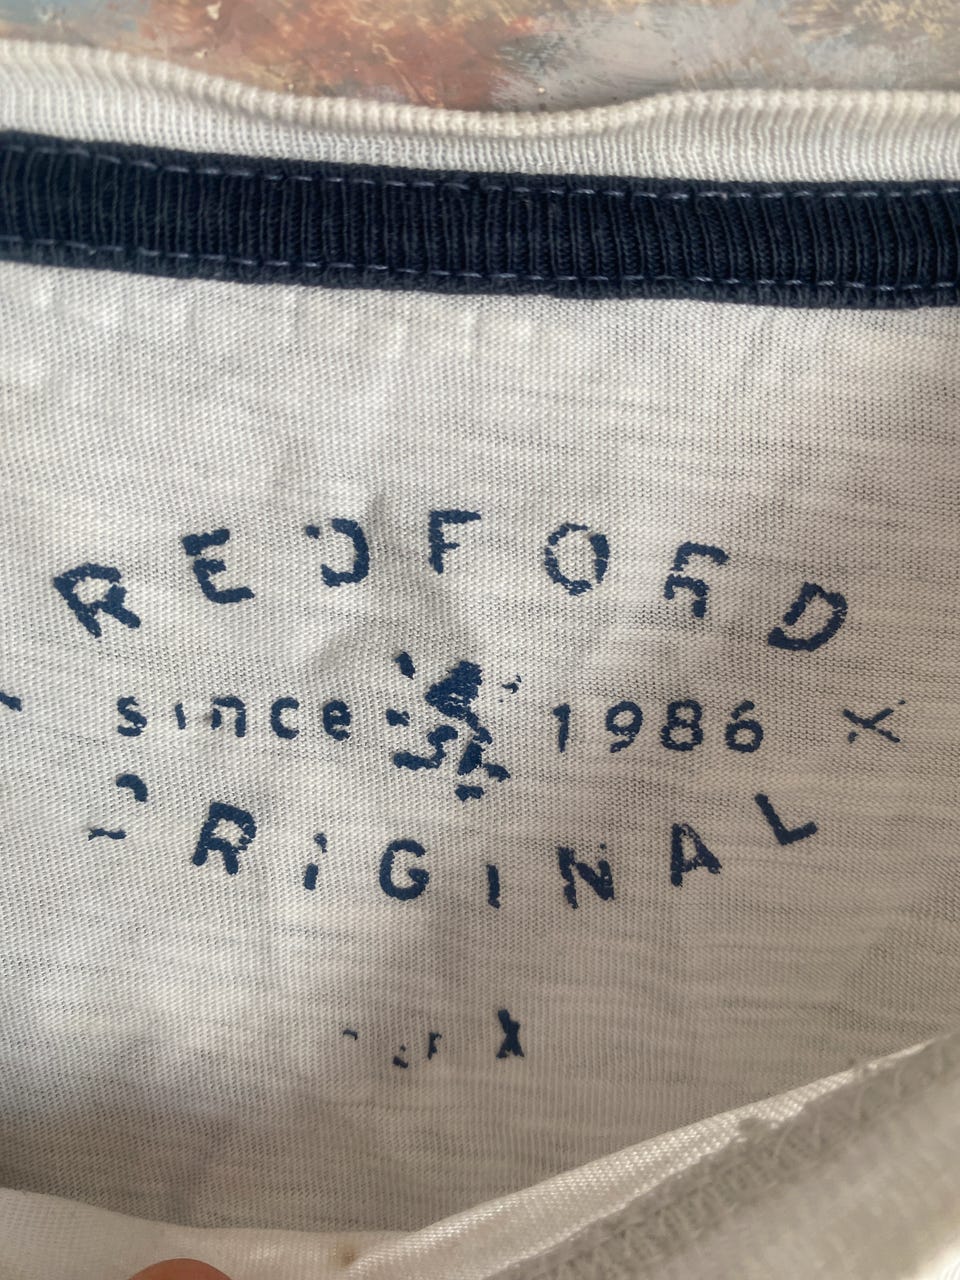 REDFORD
since 1986 X
ORIGINAL